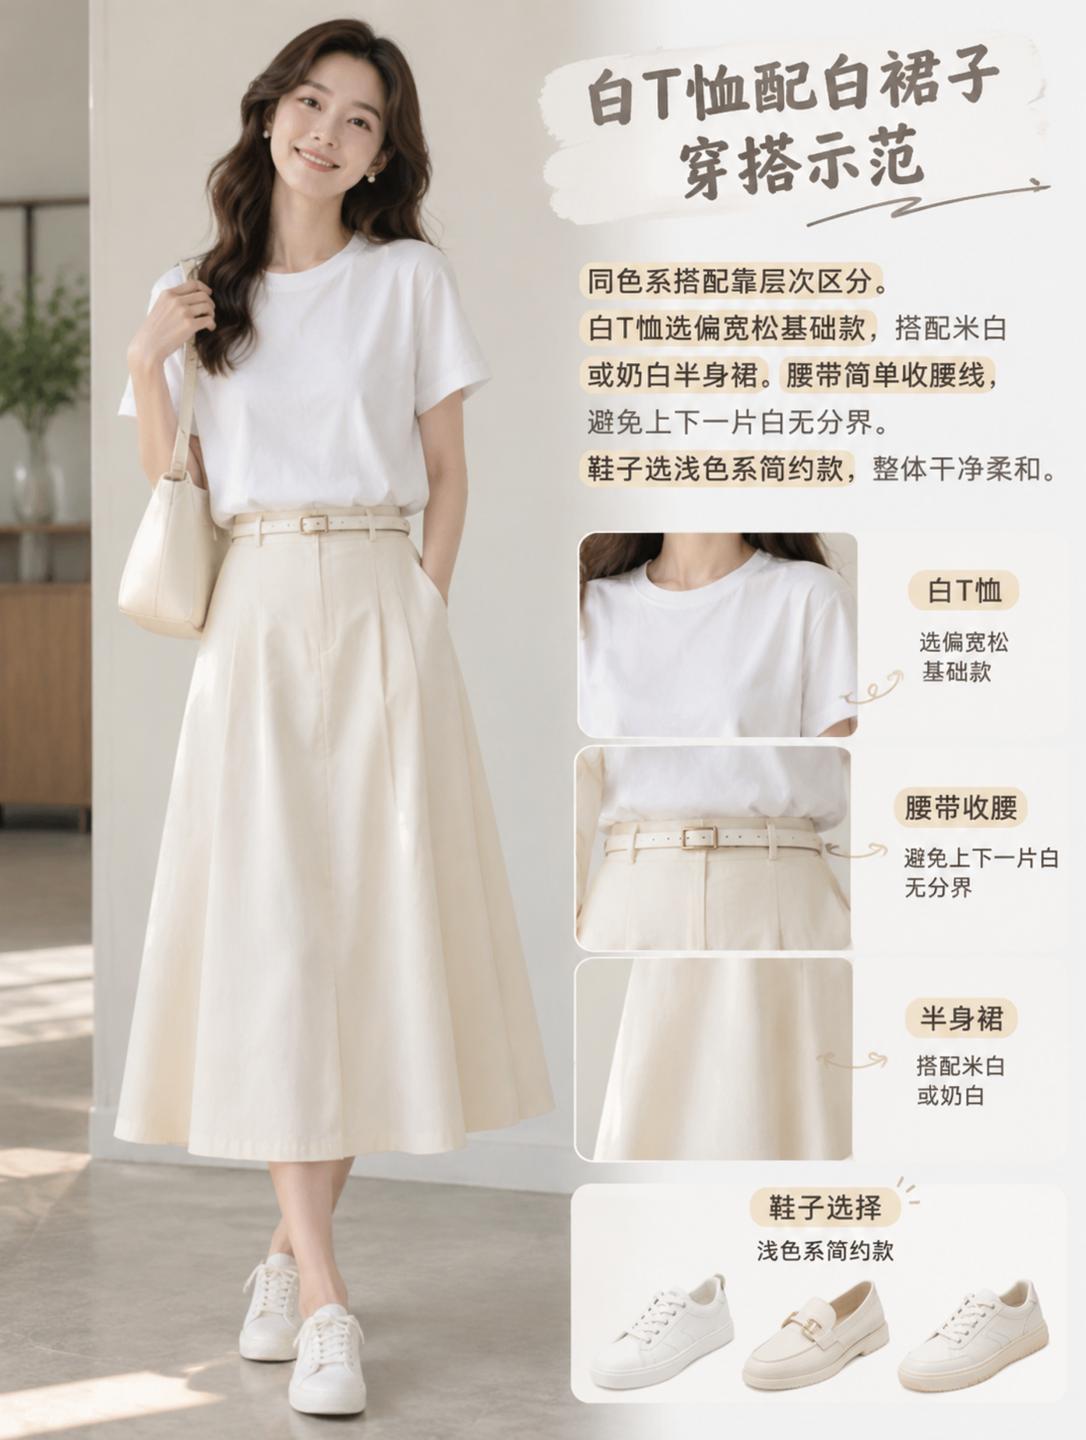 白T恤配白裙子
穿搭示范
同色系搭配靠层次区分。
白T恤选偏宽松基础款，搭配米白
或奶白半身裙。腰带简单收腰线，
避免上下一片白无分界。
鞋子选浅色系简约款，整体干净柔和。
白T恤
选偏宽松
基础款
腰带收腰
避免上下一片白
无分界
半身裙
搭配米白
或奶白
鞋子选择
浅色系简约款